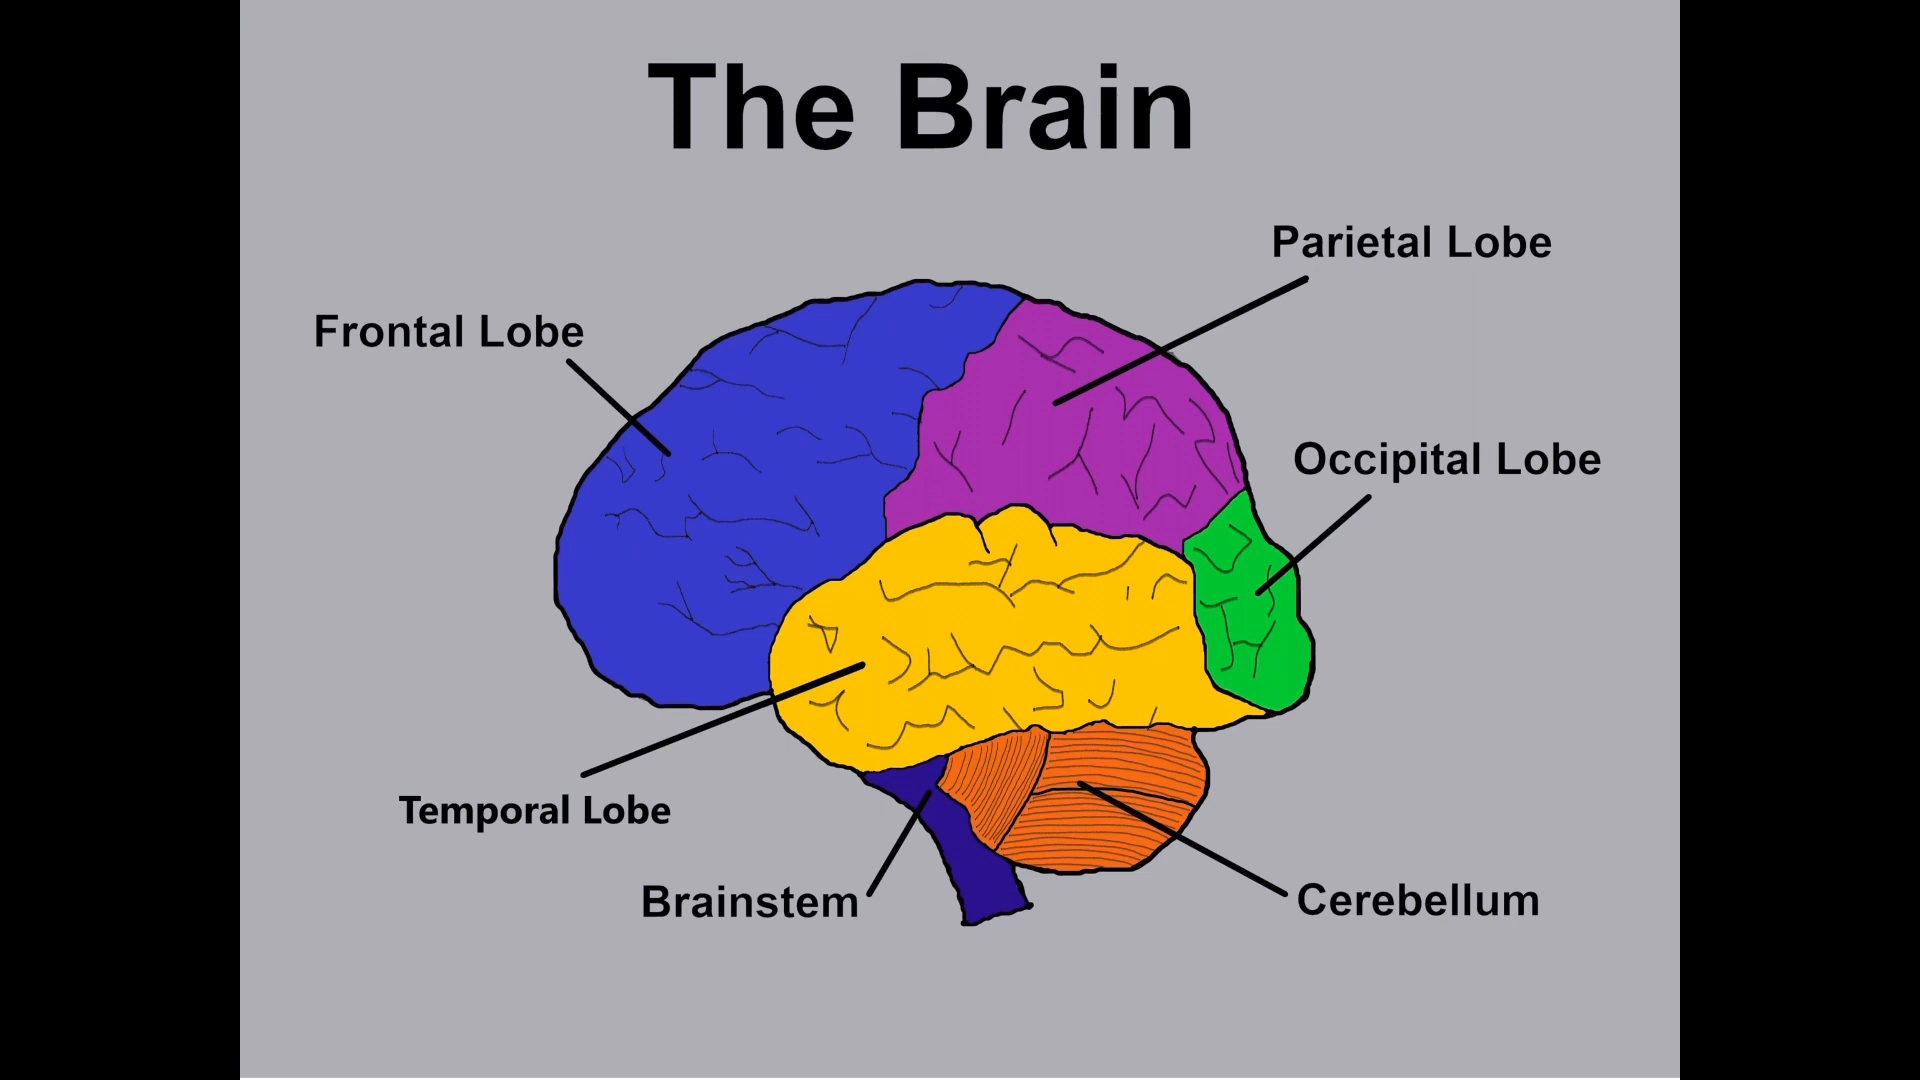 The Brain
Parietal Lobe
Frontal Lobe
Occipital Lobe
Temporal Lobe
Brainstem
Cerebellum